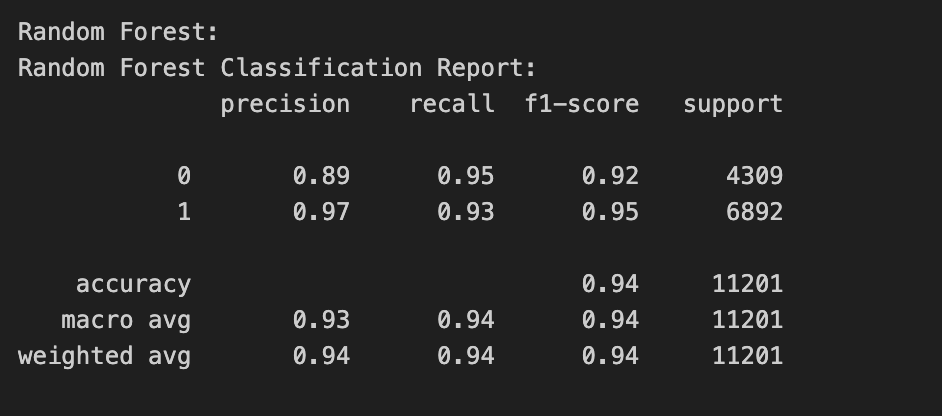 Random Forest:
Random Forest Classification Report:
precision recall f1-score support
0 0.89 0.95 0.92 4309
1 0.97 0.93 0.95 6892
accuracy 0.94 11201
macro avg 0.93 0.94 0.94 11201
weighted avg 0.94 0.94 0.94 11201